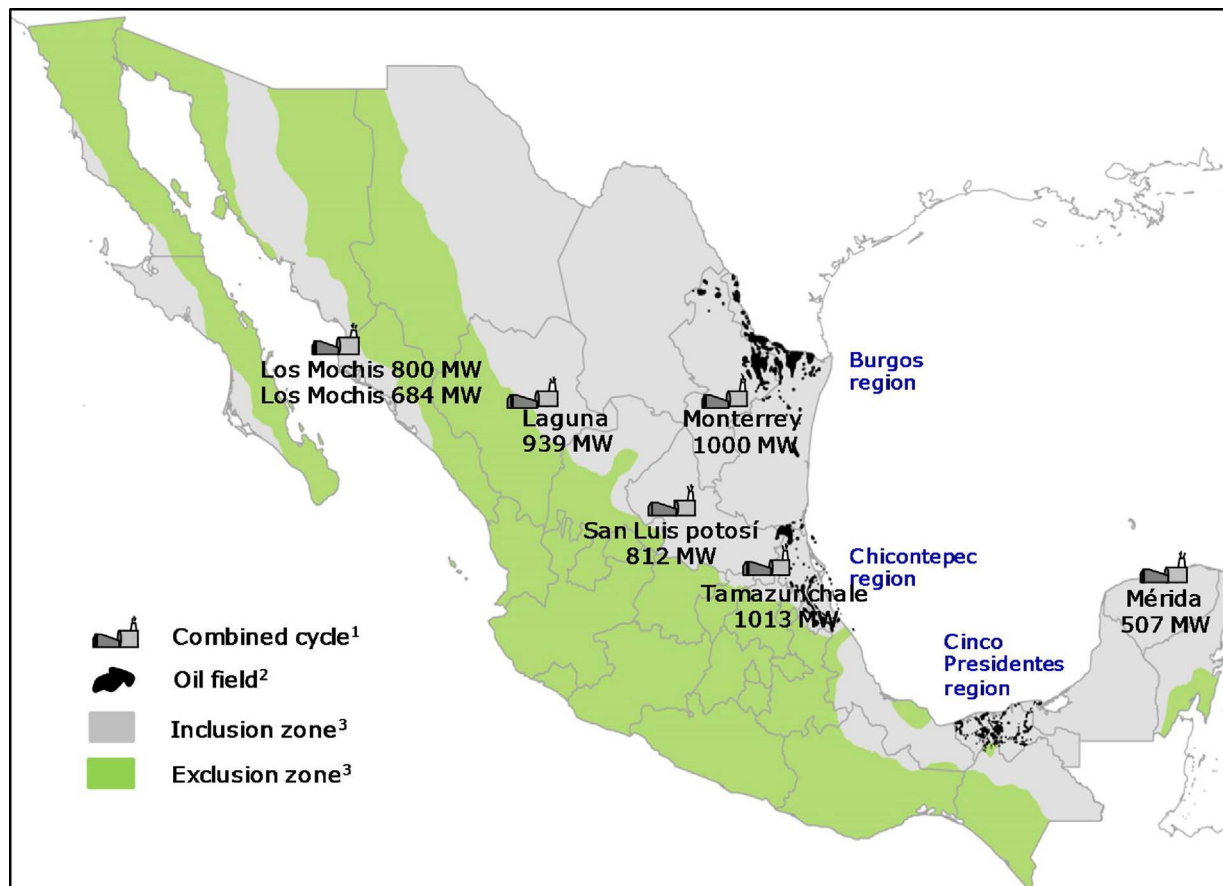 Burgos
region
Los Mochis 800 MW
Los Mochis 684 MW
Laguna
939 MW
Monterrey
1000 MW
San Luis potosí
812 MW
Chicontepec
region
Tamazunchale
1013 MW
Mérida
507 MW
Cinco
Presidentes
region
Combined cycle¹
Oil field²
Inclusion zone³
Exclusion zone³